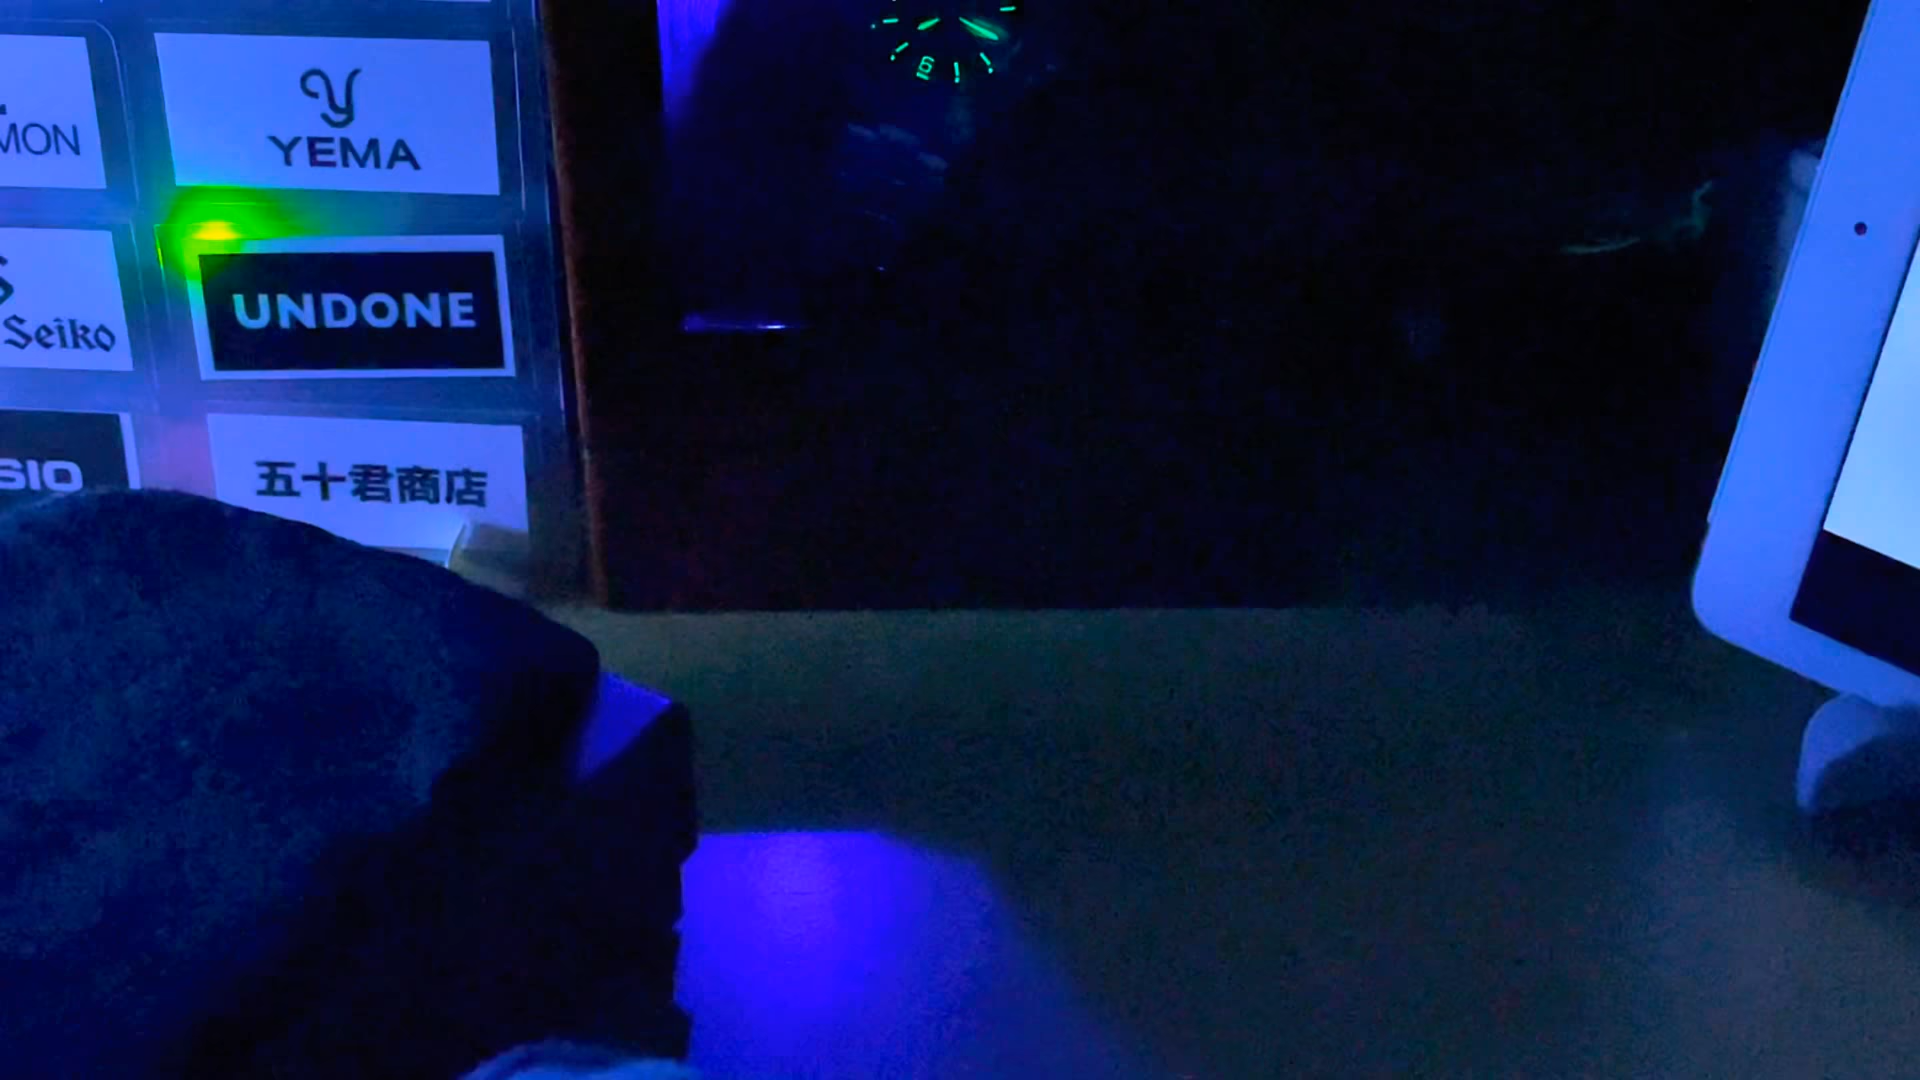 YEMA
MON
UNDONE
Seiko
SIO
五十君商店
6